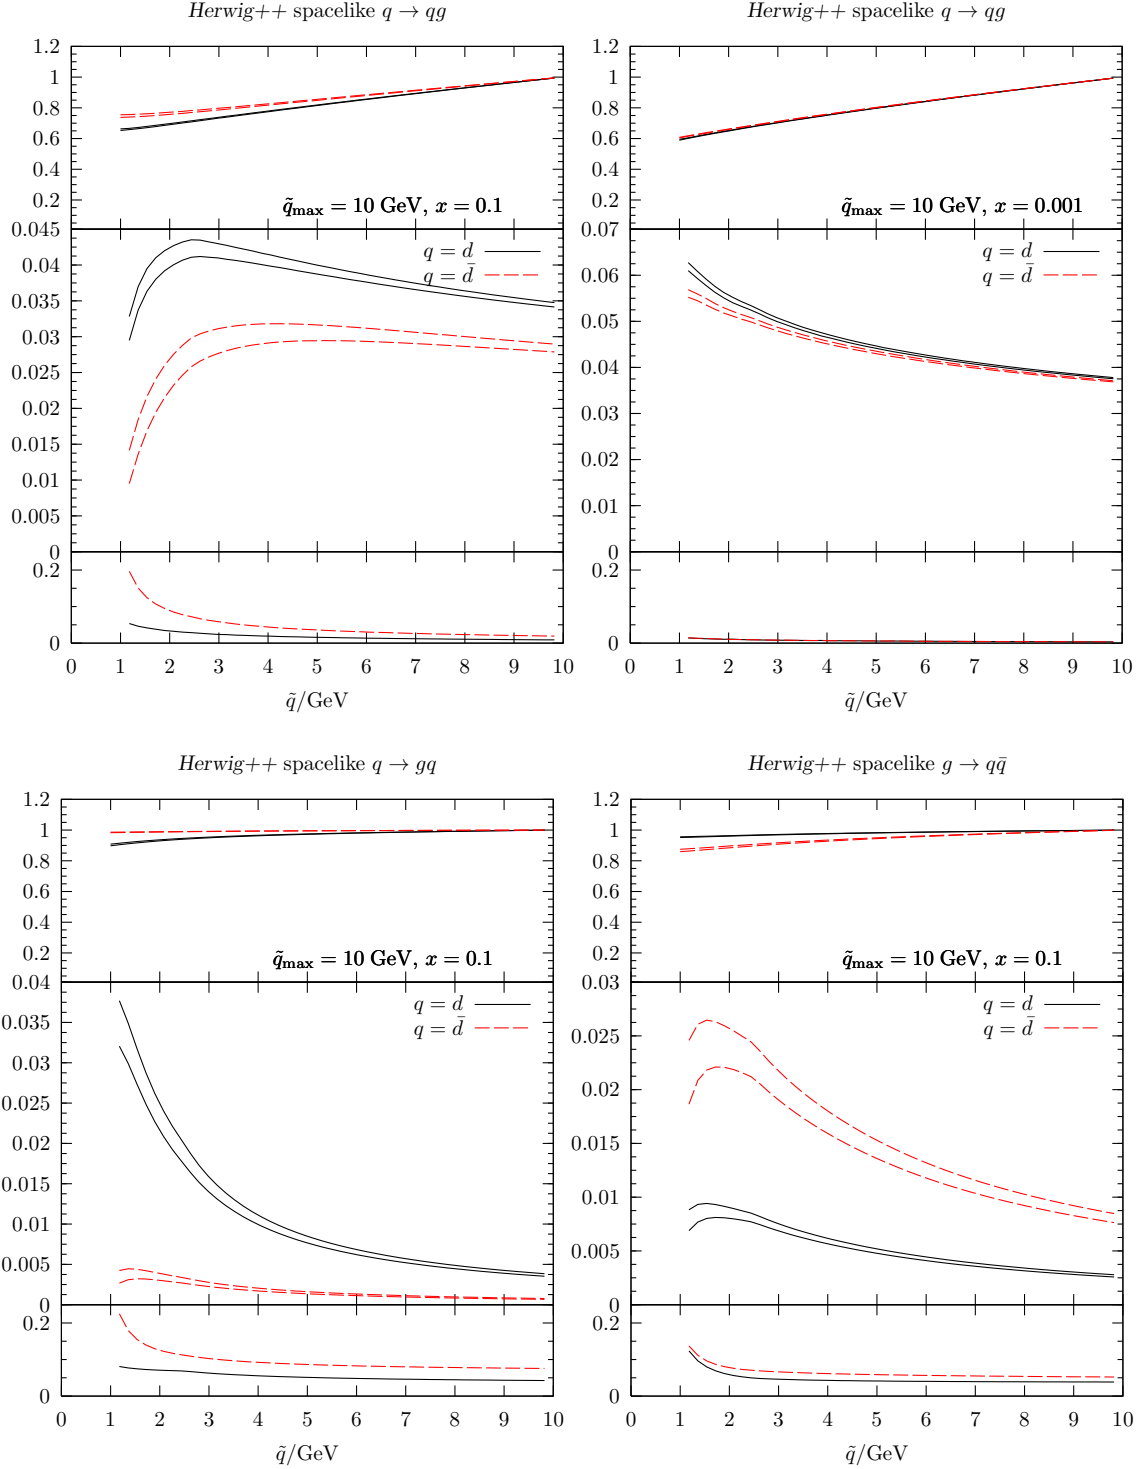 Herwig++ spacelike q → qg
1.2
1
0.8
0.6
0.4
0.2
q̃max = 10 GeV, x = 0.1
0.045
0.04
0.035
0.03
0.025
0.02
0.015
0.01
0.005
0
q = d
q = d̄
0.2
0
0 1 2 3 4 5 6 7 8 9 10
q̃/GeV
Herwig++ spacelike q → qg
1.2
1
0.8
0.6
0.4
0.2
q̃max = 10 GeV, x = 0.001
0.07
0.06
0.05
0.04
0.03
0.02
0.01
0
q = d
q = d̄
0.2
0
0 1 2 3 4 5 6 7 8 9 10
q̃/GeV
Herwig++ spacelike q → gq
1.2
1
0.8
0.6
0.4
0.2
q̃max = 10 GeV, x = 0.1
0.04
0.035
0.03
0.025
0.02
0.015
0.01
0.005
0
q = d
q = d̄
0.2
0
0 1 2 3 4 5 6 7 8 9 10
q̃/GeV
Herwig++ spacelike g → qq̄
1.2
1
0.8
0.6
0.4
0.2
q̃max = 10 GeV, x = 0.1
0.03
0.025
0.02
0.015
0.01
0.005
0
q = d
q = d̄
0.2
0
0 1 2 3 4 5 6 7 8 9 10
q̃/GeV